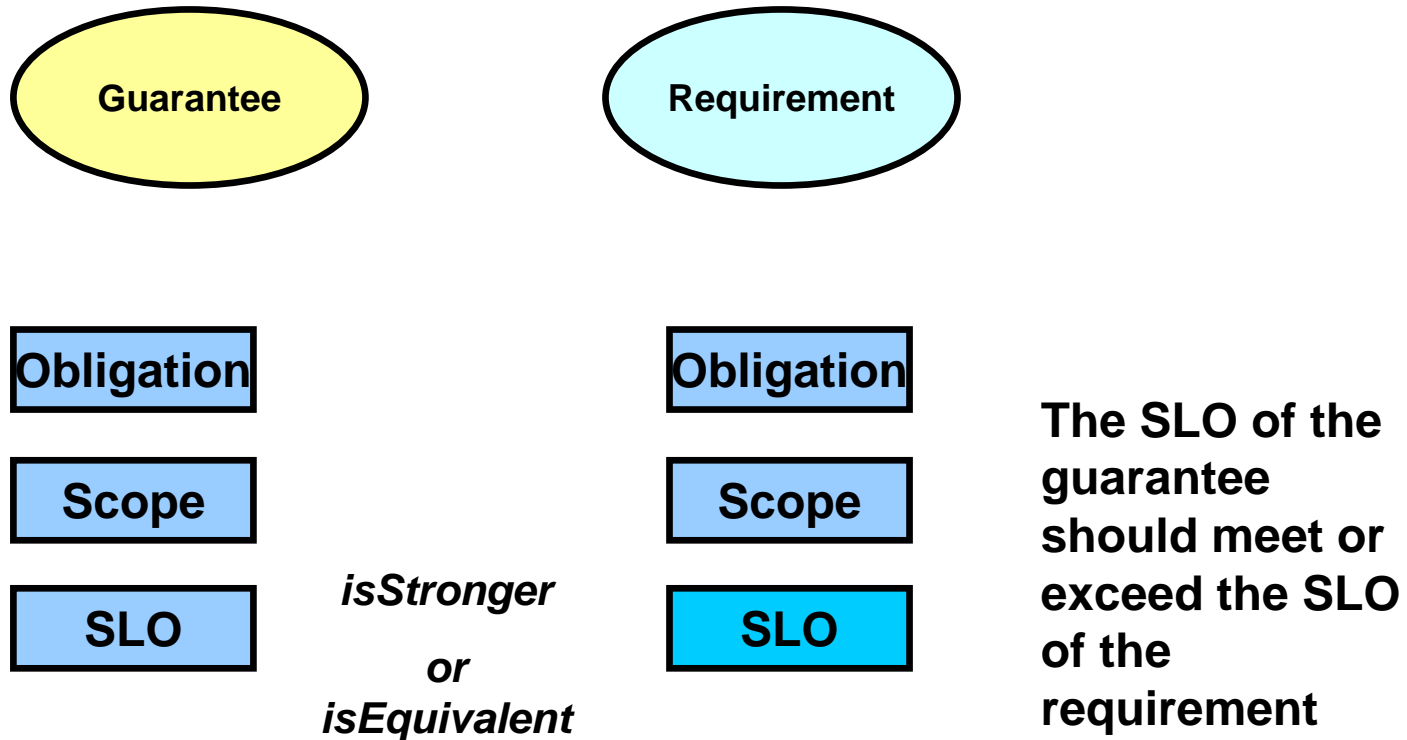 Guarantee
Requirement
Obligation
Obligation
Scope
Scope
SLO
isStronger
or
isEquivalent
SLO
The SLO of the
guarantee
should meet or
exceed the SLO
of the
requirement